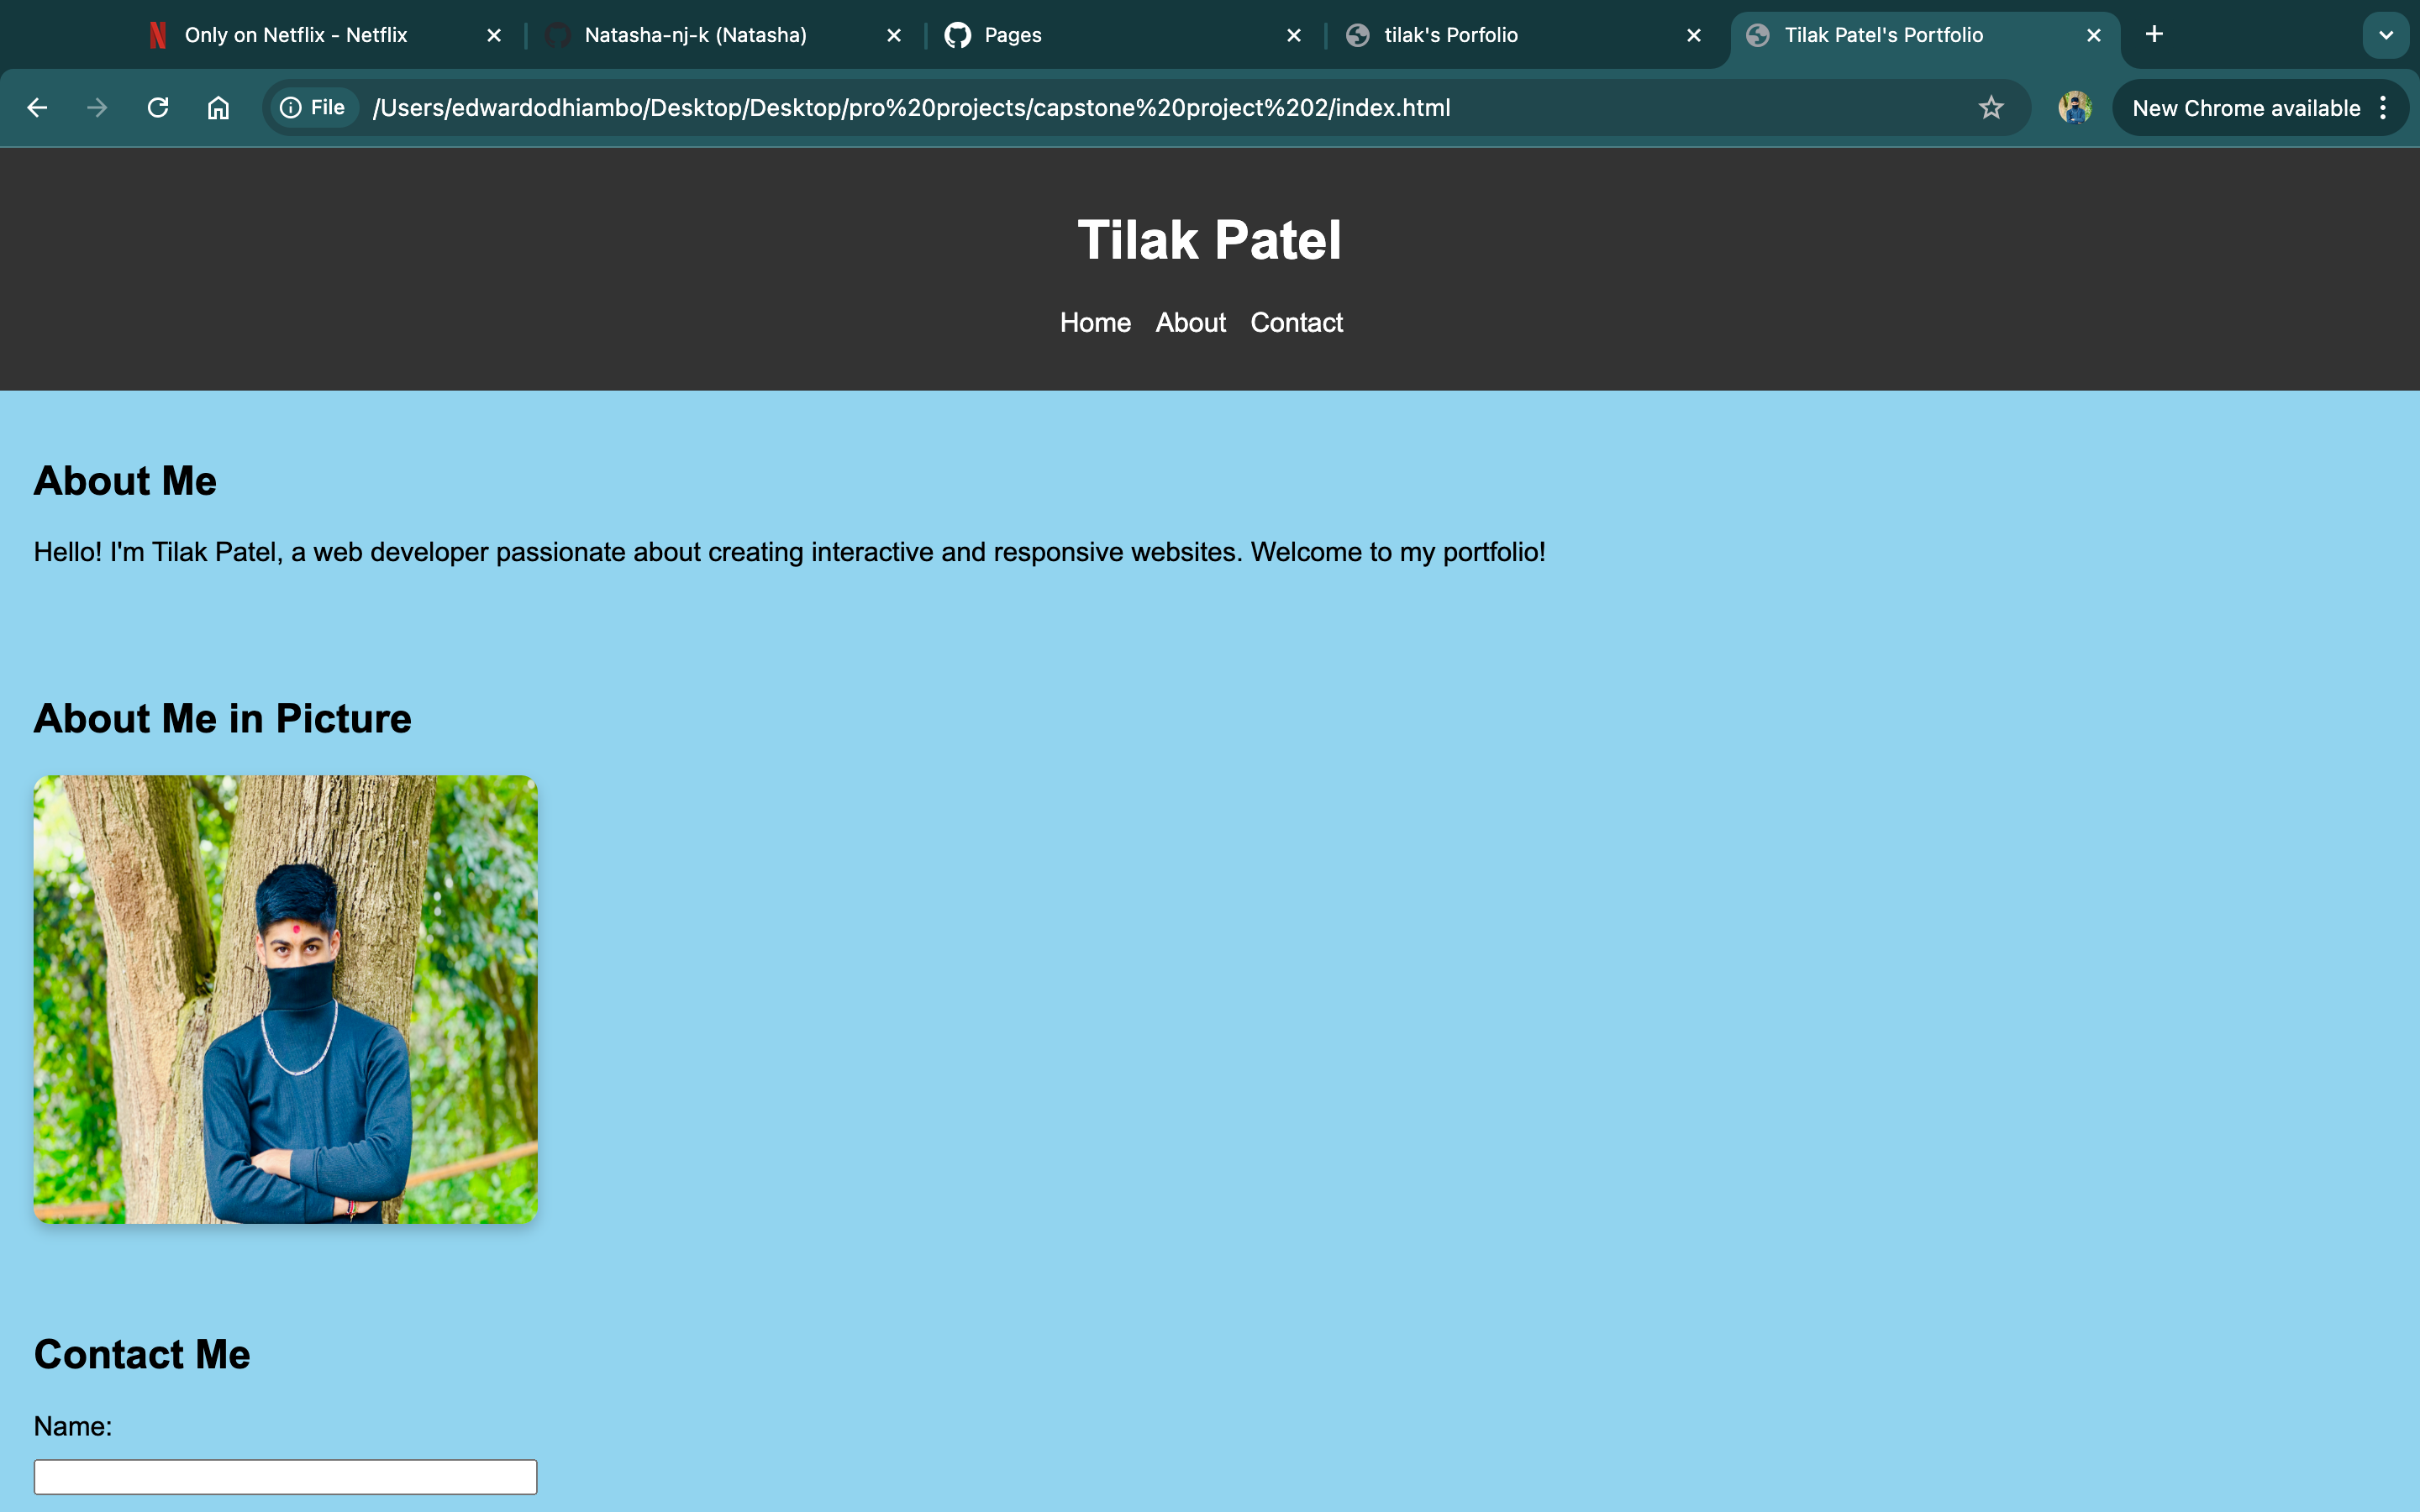 Only on Netflix - Netflix
Natasha-nj-k (Natasha)
Pages
tilak's Porfolio
Tilak Patel's Portfolio
File /Users/edwardodhiambo/Desktop/Desktop/pro%20projects/capstone%20project%202/index.html
New Chrome available
Tilak Patel
Home About Contact
About Me
Hello! I'm Tilak Patel, a web developer passionate about creating interactive and responsive websites. Welcome to my portfolio!
About Me in Picture
Contact Me
Name: